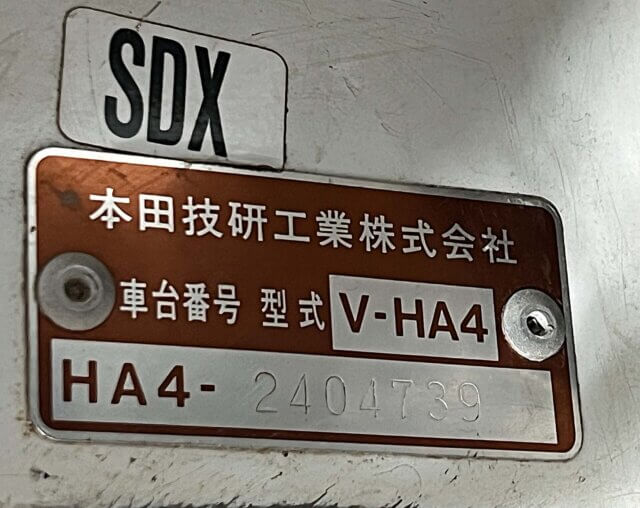 SDX
本田技研工業株式会社
車台番号 型式 V-HA4
HA4-2404739